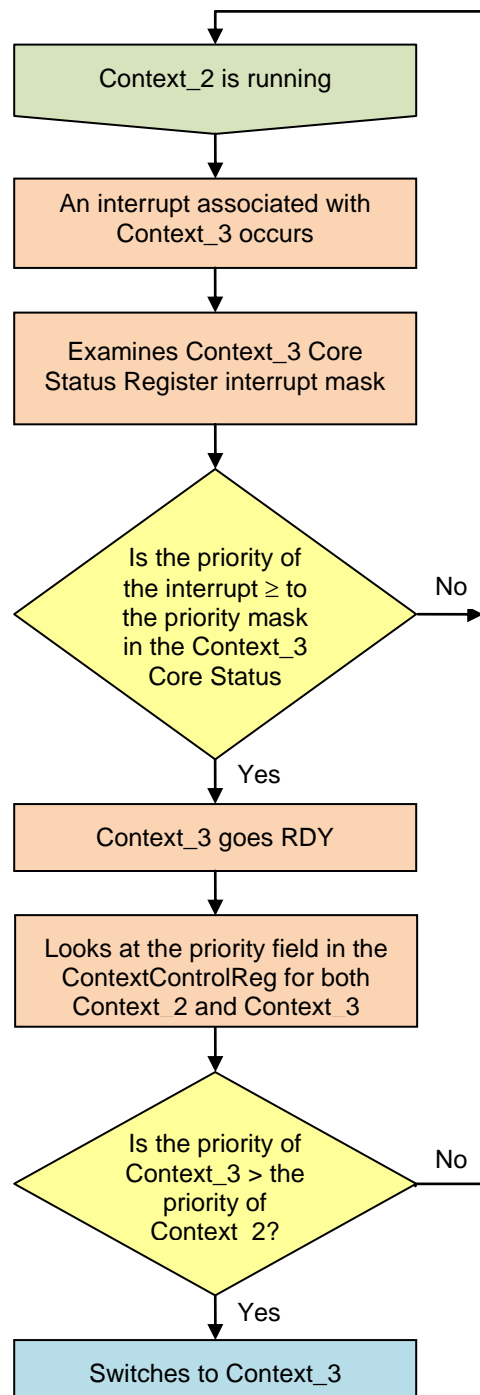 Context_2 is running
An interrupt associated with
Context_3 occurs
Examines Context_3 Core
Status Register interrupt mask
Is the priority of
the interrupt ≥ to
the priority mask
in the Context_3
Core Status
No
Yes
Context_3 goes RDY
Looks at the priority field in the
ContextControlReg for both
Context_2 and Context_3
Is the priority of
Context_3 > the
priority of
Context_2?
No
Yes
Switches to Context_3